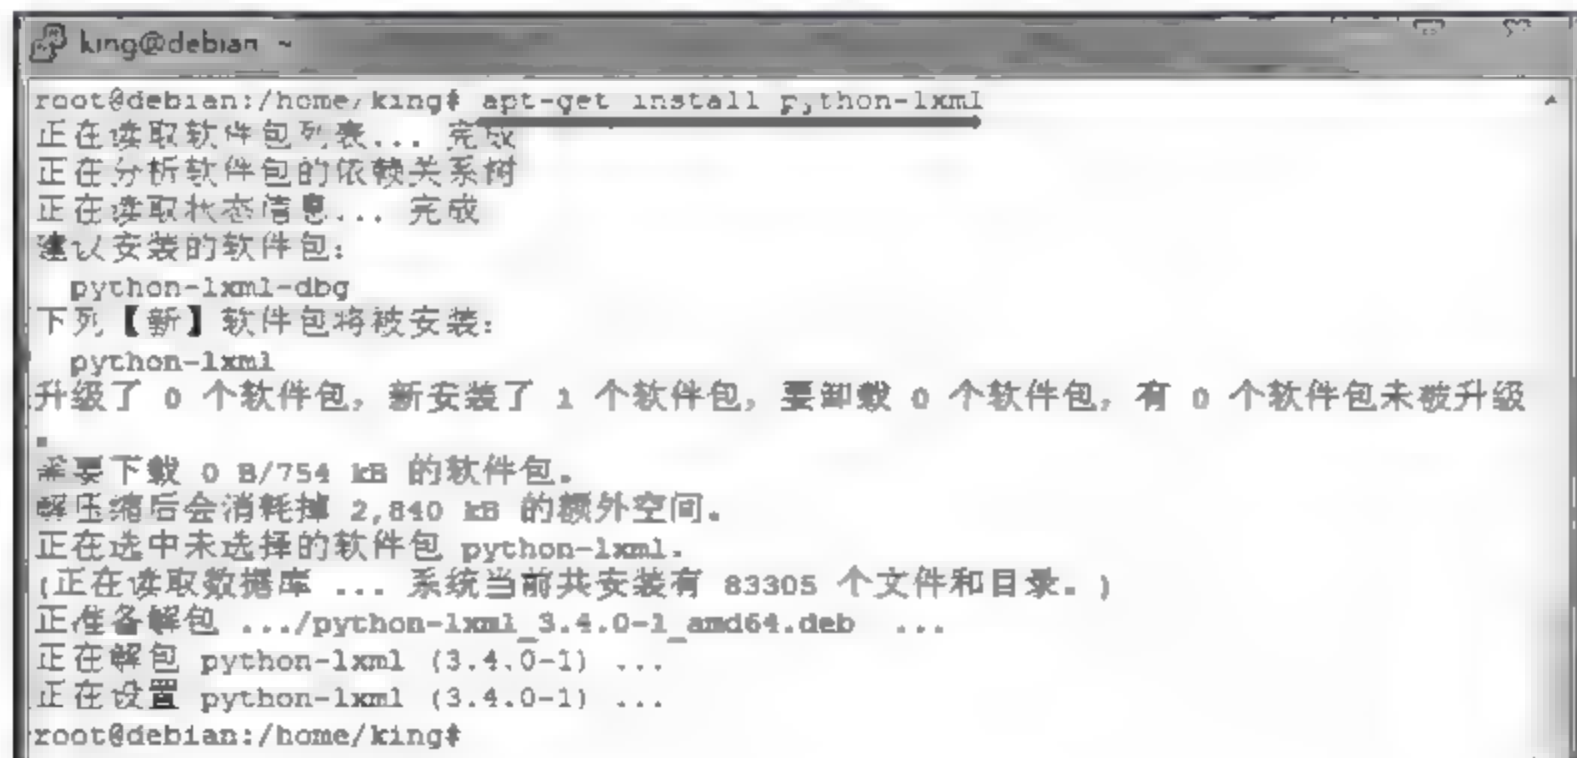 king@debian ~
root@debian:/home/king# apt-get install python-lxml
正在读取软件包列表... 完成
正在分析软件包的依赖关系树
正在读取状态信息... 完成
建议安装的软件包：
python-lxml-dbg
下列【新】软件包将被安装：
python-lxml
升级了 0 个软件包，新安装了 1 个软件包，要卸载 0 个软件包，有 0 个软件包未被升级
。
需要下载 0 B/754 kB 的软件包。
解压缩后会消耗掉 2,840 kB 的额外空间。
正在选中未选择的软件包 python-lxml。
(正在读取数据库 ... 系统当前共安装有 83305 个文件和目录。)
正准备解包 .../python-lxml_3.4.0-1_amd64.deb ...
正在解包 python-lxml (3.4.0-1) ...
正在设置 python-lxml (3.4.0-1) ...
root@debian:/home/king#